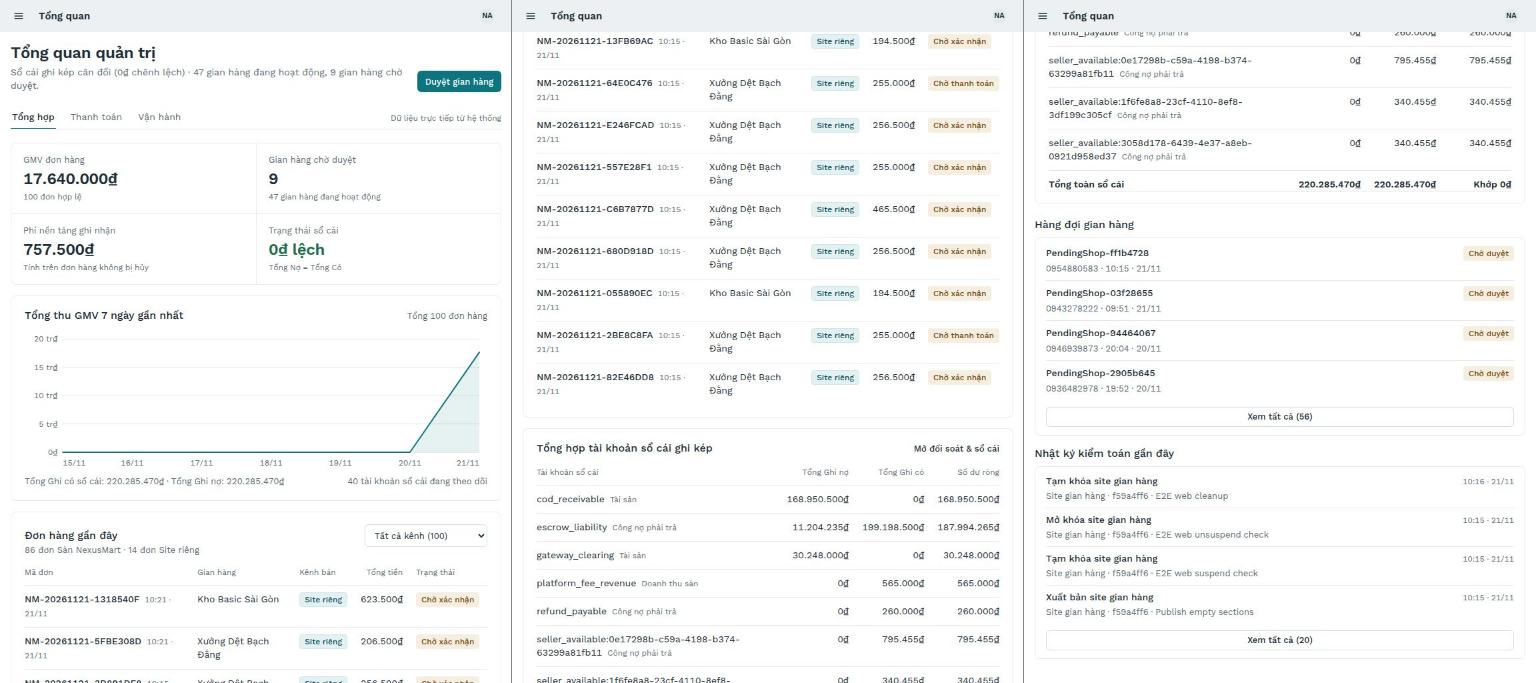 Tổng quan
NA
Tổng quan quản trị
Sổ cái ghi kép cân đối (0₫ chênh lệch) · 47 gian hàng đang hoạt động, 9 gian hàng chờ
duyệt.
Duyệt gian hàng
Tổng hợp Thanh toán Vận hành
Dữ liệu trực tiếp từ hệ thống
GMV đơn hàng
17.640.000₫
100 đơn hợp lệ
Gian hàng chờ duyệt
9
47 gian hàng đang hoạt động
Phí nền tảng ghi nhận
757.500₫
Tính trên đơn hàng không bị hủy
Trạng thái sổ cái
0₫ lệch
Tổng Nợ = Tổng Có
Tổng thu GMV 7 ngày gần nhất
Tổng 100 đơn hàng
20 tr₫
15 tr₫
10 tr₫
5 tr₫
0₫
15/11 16/11 17/11 18/11 19/11 20/11 21/11
Tổng Ghi có sổ cái: 220.285.470₫ · Tổng Ghi nợ: 220.285.470₫
40 tài khoản sổ cái đang theo dõi
Đơn hàng gần đây
86 đơn Sàn NexusMart · 14 đơn Site riêng
Tất cả kênh (100)
Mã đơn Gian hàng Kênh bán Tổng tiền Trạng thái
NM-20261121-1318540F 10:21 · Kho Basic Sài Gòn Site riêng 623.500₫ Chờ xác nhận
21/11
NM-20261121-5FBE308D 10:21 · Xưởng Dệt Bạch Site riêng 206.500₫ Chờ xác nhận
21/11 Đằng
Tổng quan
NA
NM-20261121-13FB69AC 10:15 · Kho Basic Sài Gòn Site riêng 194.500₫ Chờ xác nhận
21/11
NM-20261121-64E0C476 10:15 · Xưởng Dệt Bạch Site riêng 255.000₫ Chờ thanh toán
21/11 Đằng
NM-20261121-E246FCAD 10:15 · Xưởng Dệt Bạch Site riêng 256.500₫ Chờ xác nhận
21/11 Đằng
NM-20261121-557E28F1 10:15 · Xưởng Dệt Bạch Site riêng 255.000₫ Chờ xác nhận
21/11 Đằng
NM-20261121-C6B7877D 10:15 · Xưởng Dệt Bạch Site riêng 465.500₫ Chờ xác nhận
21/11 Đằng
NM-20261121-680D918D 10:15 · Xưởng Dệt Bạch Site riêng 256.500₫ Chờ xác nhận
21/11 Đằng
NM-20261121-055890EC 10:15 · Kho Basic Sài Gòn Site riêng 194.500₫ Chờ xác nhận
21/11
NM-20261121-2BE8C8FA 10:15 · Xưởng Dệt Bạch Site riêng 255.000₫ Chờ thanh toán
21/11 Đằng
NM-20261121-82E46DD8 10:15 · Xưởng Dệt Bạch Site riêng 256.500₫ Chờ xác nhận
21/11 Đằng
Tổng hợp tài khoản sổ cái ghi kép
Mở đối soát & sổ cái
Tài khoản sổ cái Tổng Ghi nợ Tổng Ghi có Số dư ròng
cod_receivable Tài sản 168.950.500₫ 0₫ 168.950.500₫
escrow_liability Công nợ phải trả 11.204.235₫ 199.198.500₫ 187.994.265₫
gateway_clearing Tài sản 30.248.000₫ 0₫ 30.248.000₫
platform_fee_revenue Doanh thu sàn 0₫ 565.000₫ 565.000₫
refund_payable Công nợ phải trả 0₫ 260.000₫ 260.000₫
seller_available:0e17298b-c59a-4198-b374- 0₫ 795.455₫ 795.455₫
63299a81fb11 Công nợ phải trả
seller_available:1f6fe8a8-23cf-4110-8ef8- 0₫ 340.455₫ 340.455₫
Tổng quan
NA
refund_payable Công nợ phải trả 0₫ 260.000₫ 260.000₫
seller_available:0e17298b-c59a-4198-b374- 0₫ 795.455₫ 795.455₫
63299a81fb11 Công nợ phải trả
seller_available:1f6fe8a8-23cf-4110-8ef8- 0₫ 340.455₫ 340.455₫
3df199c305cf Công nợ phải trả
seller_available:3058d178-6439-4e37-a8eb- 0₫ 340.455₫ 340.455₫
0921d958ed37 Công nợ phải trả
Tổng toàn sổ cái 220.285.470₫ 220.285.470₫ Khớp 0₫
Hàng đợi gian hàng
PendingShop-ff1b4728 Chờ duyệt
0954880583 · 10:15 · 21/11
PendingShop-03f28655 Chờ duyệt
0943278222 · 09:51 · 21/11
PendingShop-94464067 Chờ duyệt
0946939873 · 20:04 · 20/11
PendingShop-2905b645 Chờ duyệt
0936482978 · 19:52 · 20/11
Xem tất cả (56)
Nhật ký kiểm toán gần đây
Tạm khóa site gian hàng 10:16 · 21/11
Site gian hàng · f59a4ff6 · E2E web cleanup
Mở khóa site gian hàng 10:15 · 21/11
Site gian hàng · f59a4ff6 · E2E web unsuspend check
Tạm khóa site gian hàng 10:15 · 21/11
Site gian hàng · f59a4ff6 · E2E web suspend check
Xuất bản site gian hàng 10:15 · 21/11
Site gian hàng · f59a4ff6 · Publish empty sections
Xem tất cả (20)